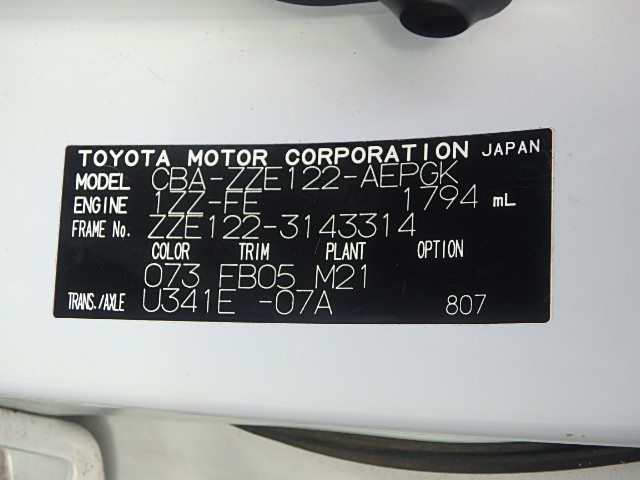 TOYOTA MOTOR CORPORATION JAPAN
MODEL CBA-ZZE122-AEPGK
ENGINE 1ZZ-FE 1794 mL
FRAME No. ZZE122-3143314
COLOR TRIM PLANT OPTION
073 FB05 M21
TRANS./AXLE U341E -07A 807